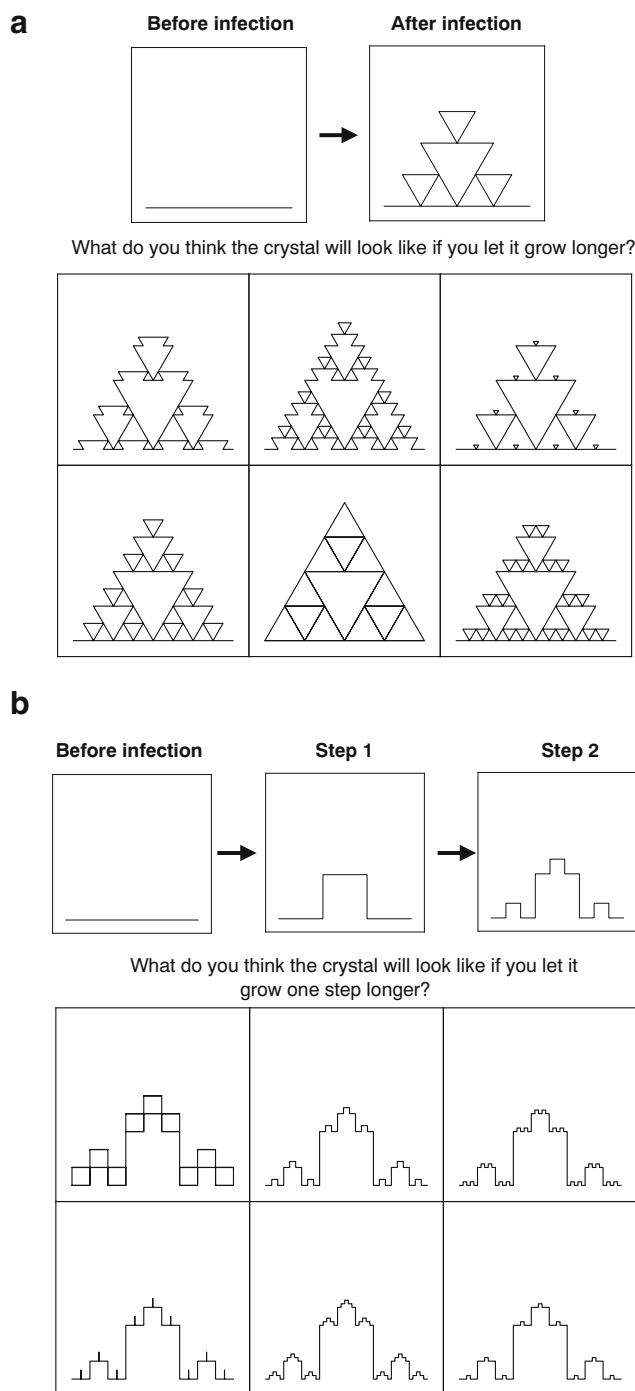 a
Before infection After infection
What do you think the crystal will look like if you let it grow longer?
b
Before infection Step 1 Step 2
What do you think the crystal will look like if you let it
grow one step longer?